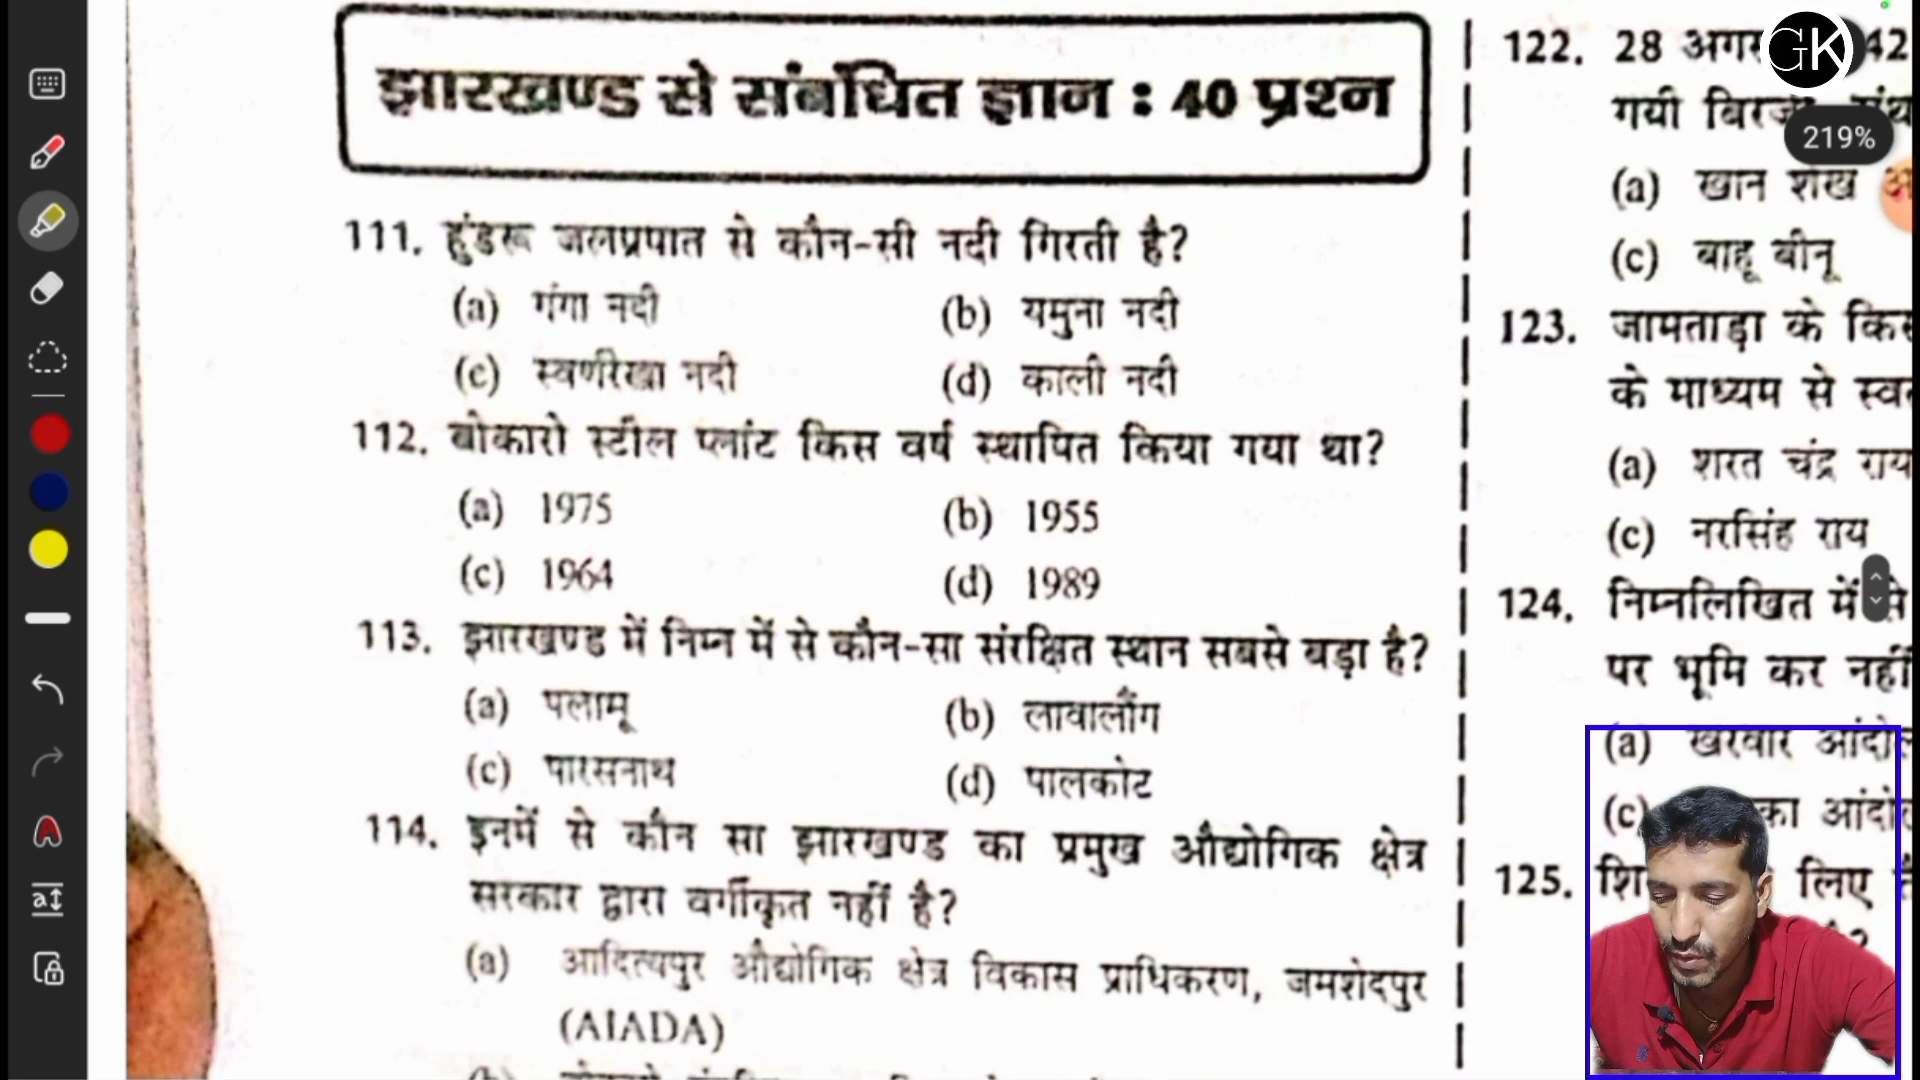 झारखण्ड से संबंधित ज्ञान : 40 प्रश्न
111. हुंडरू जलप्रपात से कौन-सी नदी गिरती है?
(a) गंगा नदी (b) यमुना नदी
(c) स्वर्णरेखा नदी (d) काली नदी
112. बोकारो स्टील प्लांट किस वर्ष स्थापित किया गया था?
(a) 1975 (b) 1955
(c) 1964 (d) 1989
113. झारखण्ड में निम्न में से कौन-सा संरक्षित स्थान सबसे बड़ा है?
(a) पलामू (b) लावालौंग
(c) पारसनाथ (d) पालकोट
114. इनमें से कौन सा झारखण्ड का प्रमुख औद्योगिक क्षेत्र
सरकार द्वारा वर्गीकृत नहीं है?
(a) आदित्यपुर औद्योगिक क्षेत्र विकास प्राधिकरण, जमशेदपुर
(AIADA)
122. 28 42
गयी
(a) खान शेख
(c) बाहू बीनू
123. जामताड़ा के
के माध्यम से
(a) शरत चंद्र राय
(c) नरसिंह राय
124. निम्नलिखित में से
पर भूमि कर नहीं
(a) खरवार
(c)
125. लिए
GK
219%